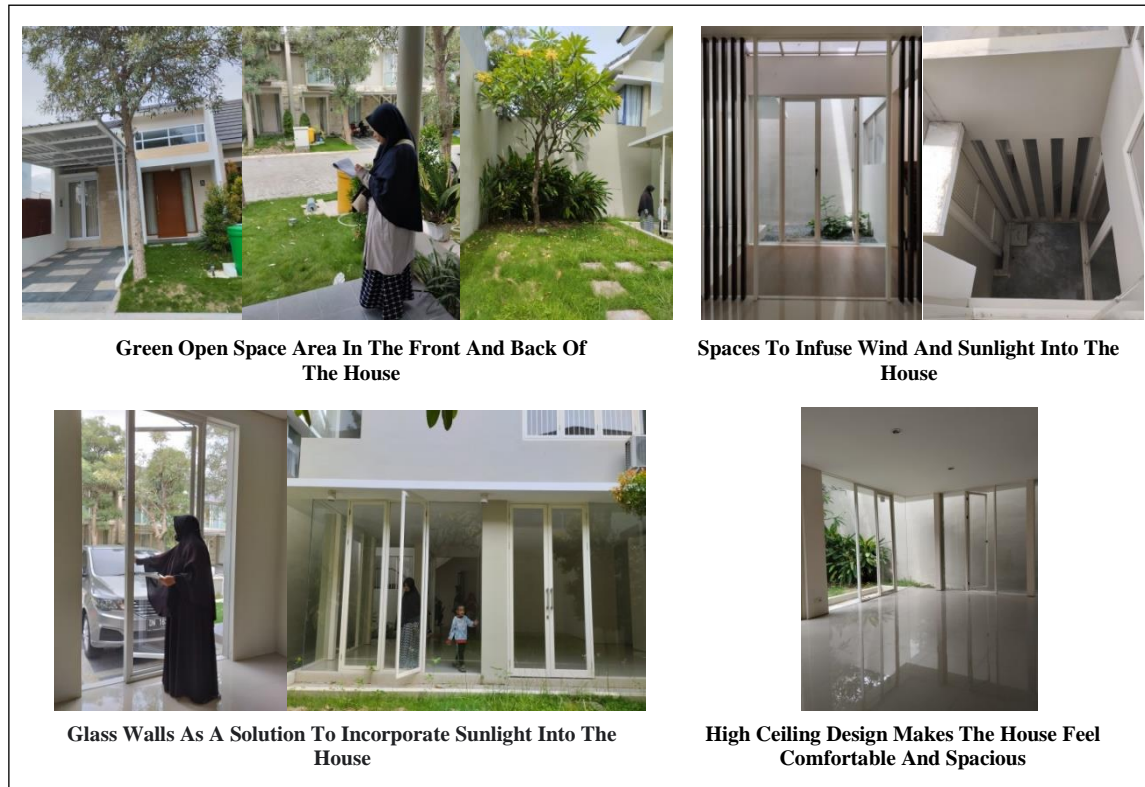 Green Open Space Area In The Front And Back Of
The House
Spaces To Infuse Wind And Sunlight Into The
House
Glass Walls As A Solution To Incorporate Sunlight Into The
House
High Ceiling Design Makes The House Feel
Comfortable And Spacious